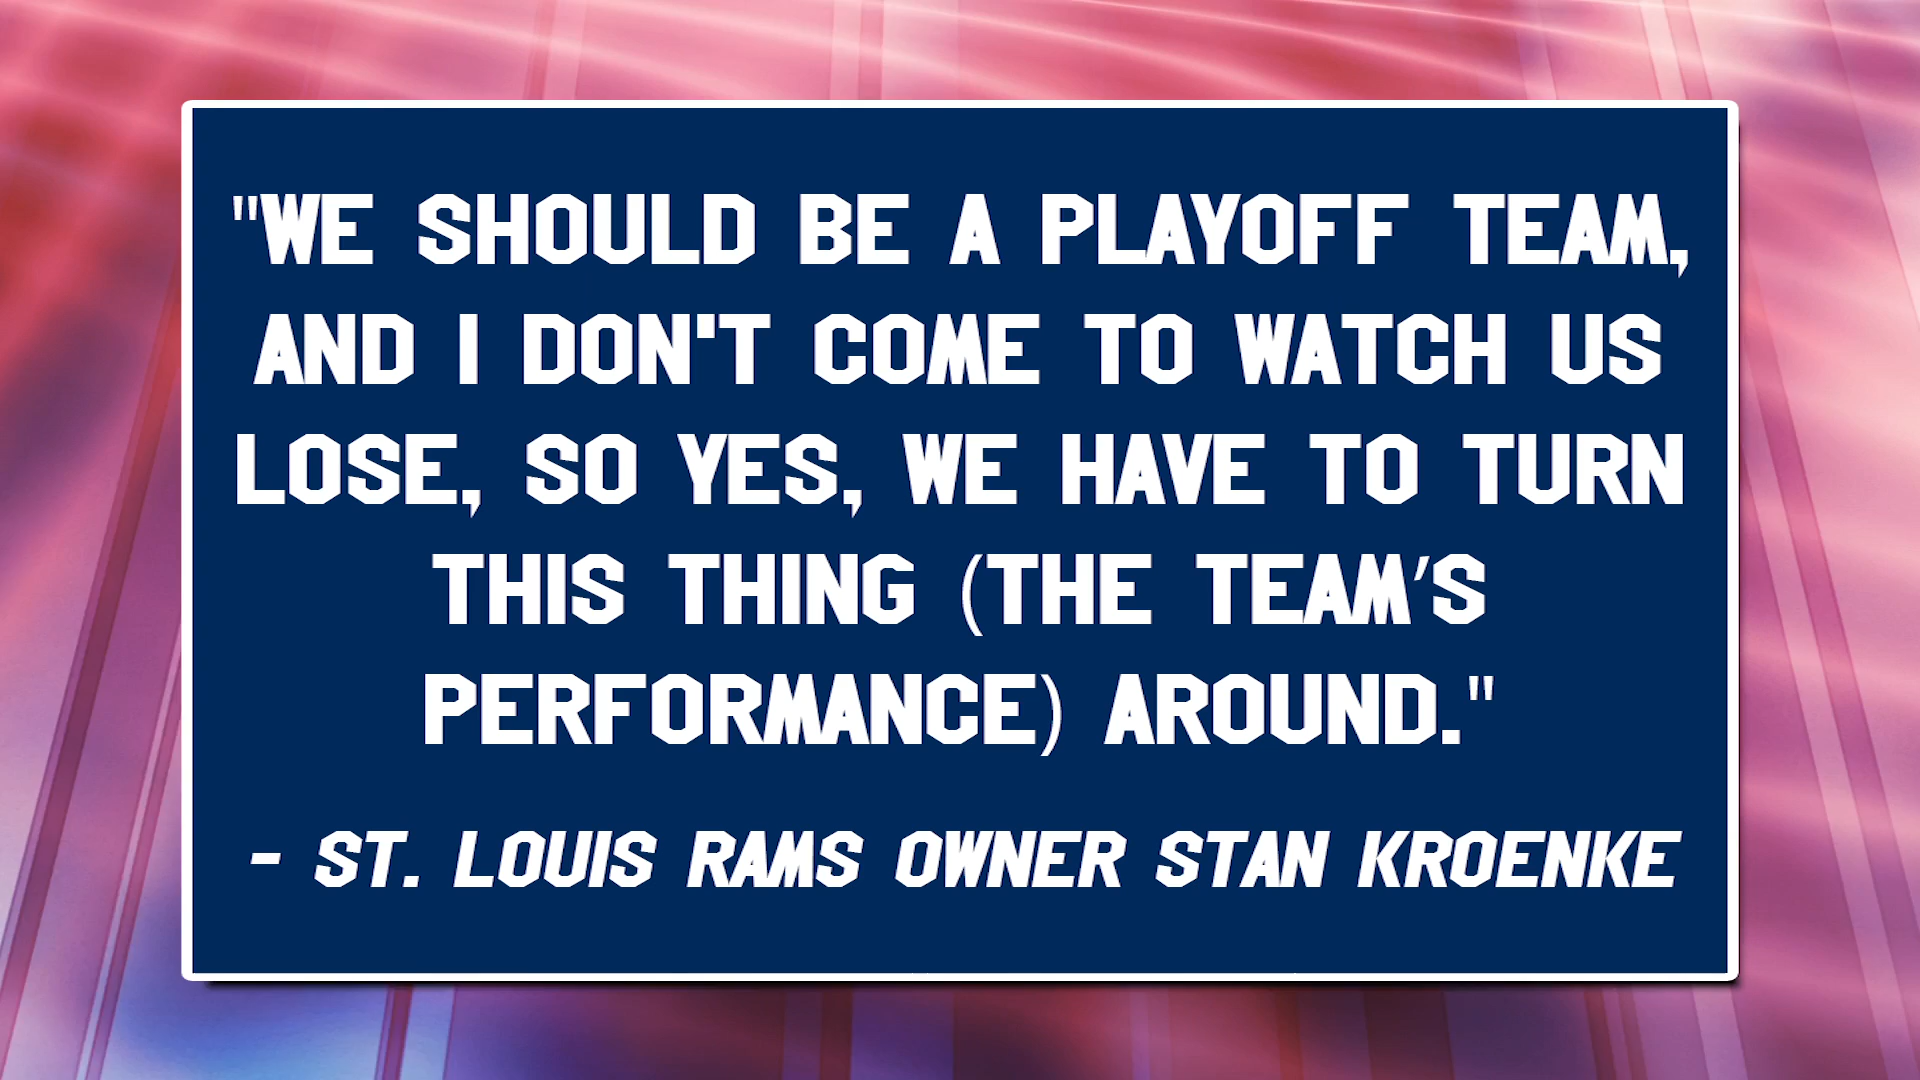 "WE SHOULD BE A PLAYOFF TEAM,
AND I DON'T COME TO WATCH US
LOSE, SO YES, WE HAVE TO TURN
THIS THING (THE TEAM'S
PERFORMANCE) AROUND."
- ST. LOUIS RAMS OWNER STAN KROENKE